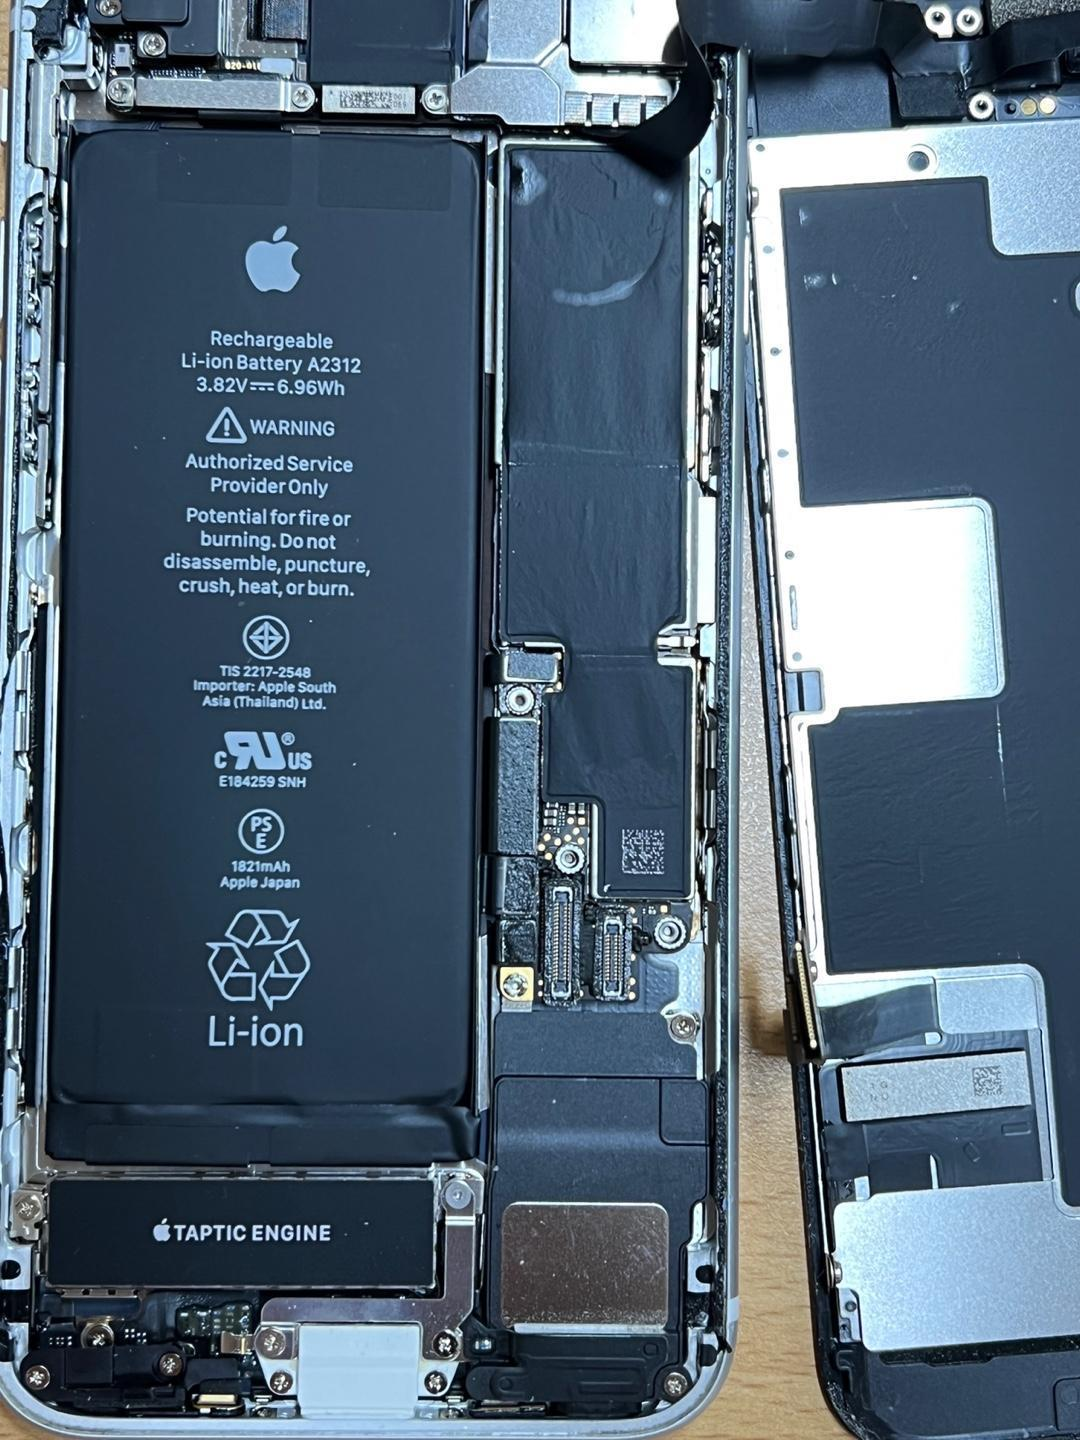 Rechargeable
Li-ion Battery A2312
3.82V⎓6.96Wh
WARNING
Authorized Service
Provider Only
Potential for fire or
burning. Do not
disassemble, puncture,
crush, heat, or burn.
TIS 2217-2548
Importer: Apple South
Asia (Thailand) Ltd.
c RU® US
E184259 SNH
PS
E
1821mAh
Apple Japan
Li-ion
TAPTIC ENGINE